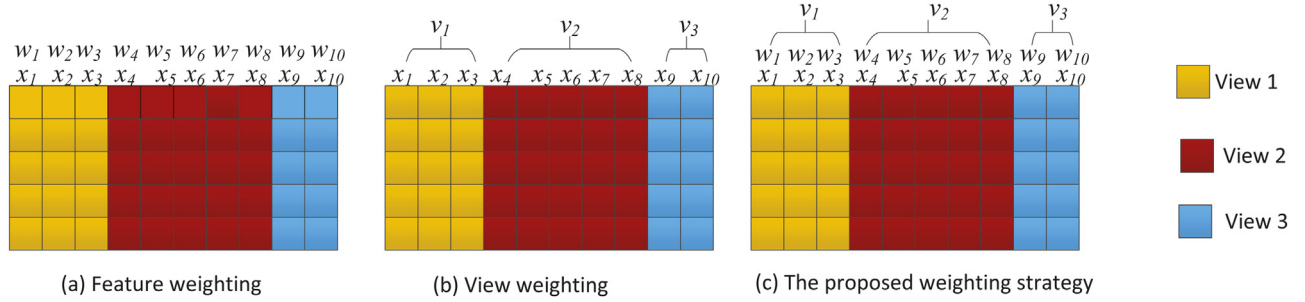 v1 v2 v3
w1 w2 w3 w4 w5 w6 w7 w8 w9 w10
x1 x2 x3 x4 x5 x6 x7 x8 x9 x10
(a) Feature weighting
x1 x2 x3 x4 x5 x6 x7 x8 x9 x10
(b) View weighting
v1 v2 v3
w1 w2 w3 w4 w5 w6 w7 w8 w9 w10
x1 x2 x3 x4 x5 x6 x7 x8 x9 x10
(c) The proposed weighting strategy
View 1
View 2
View 3